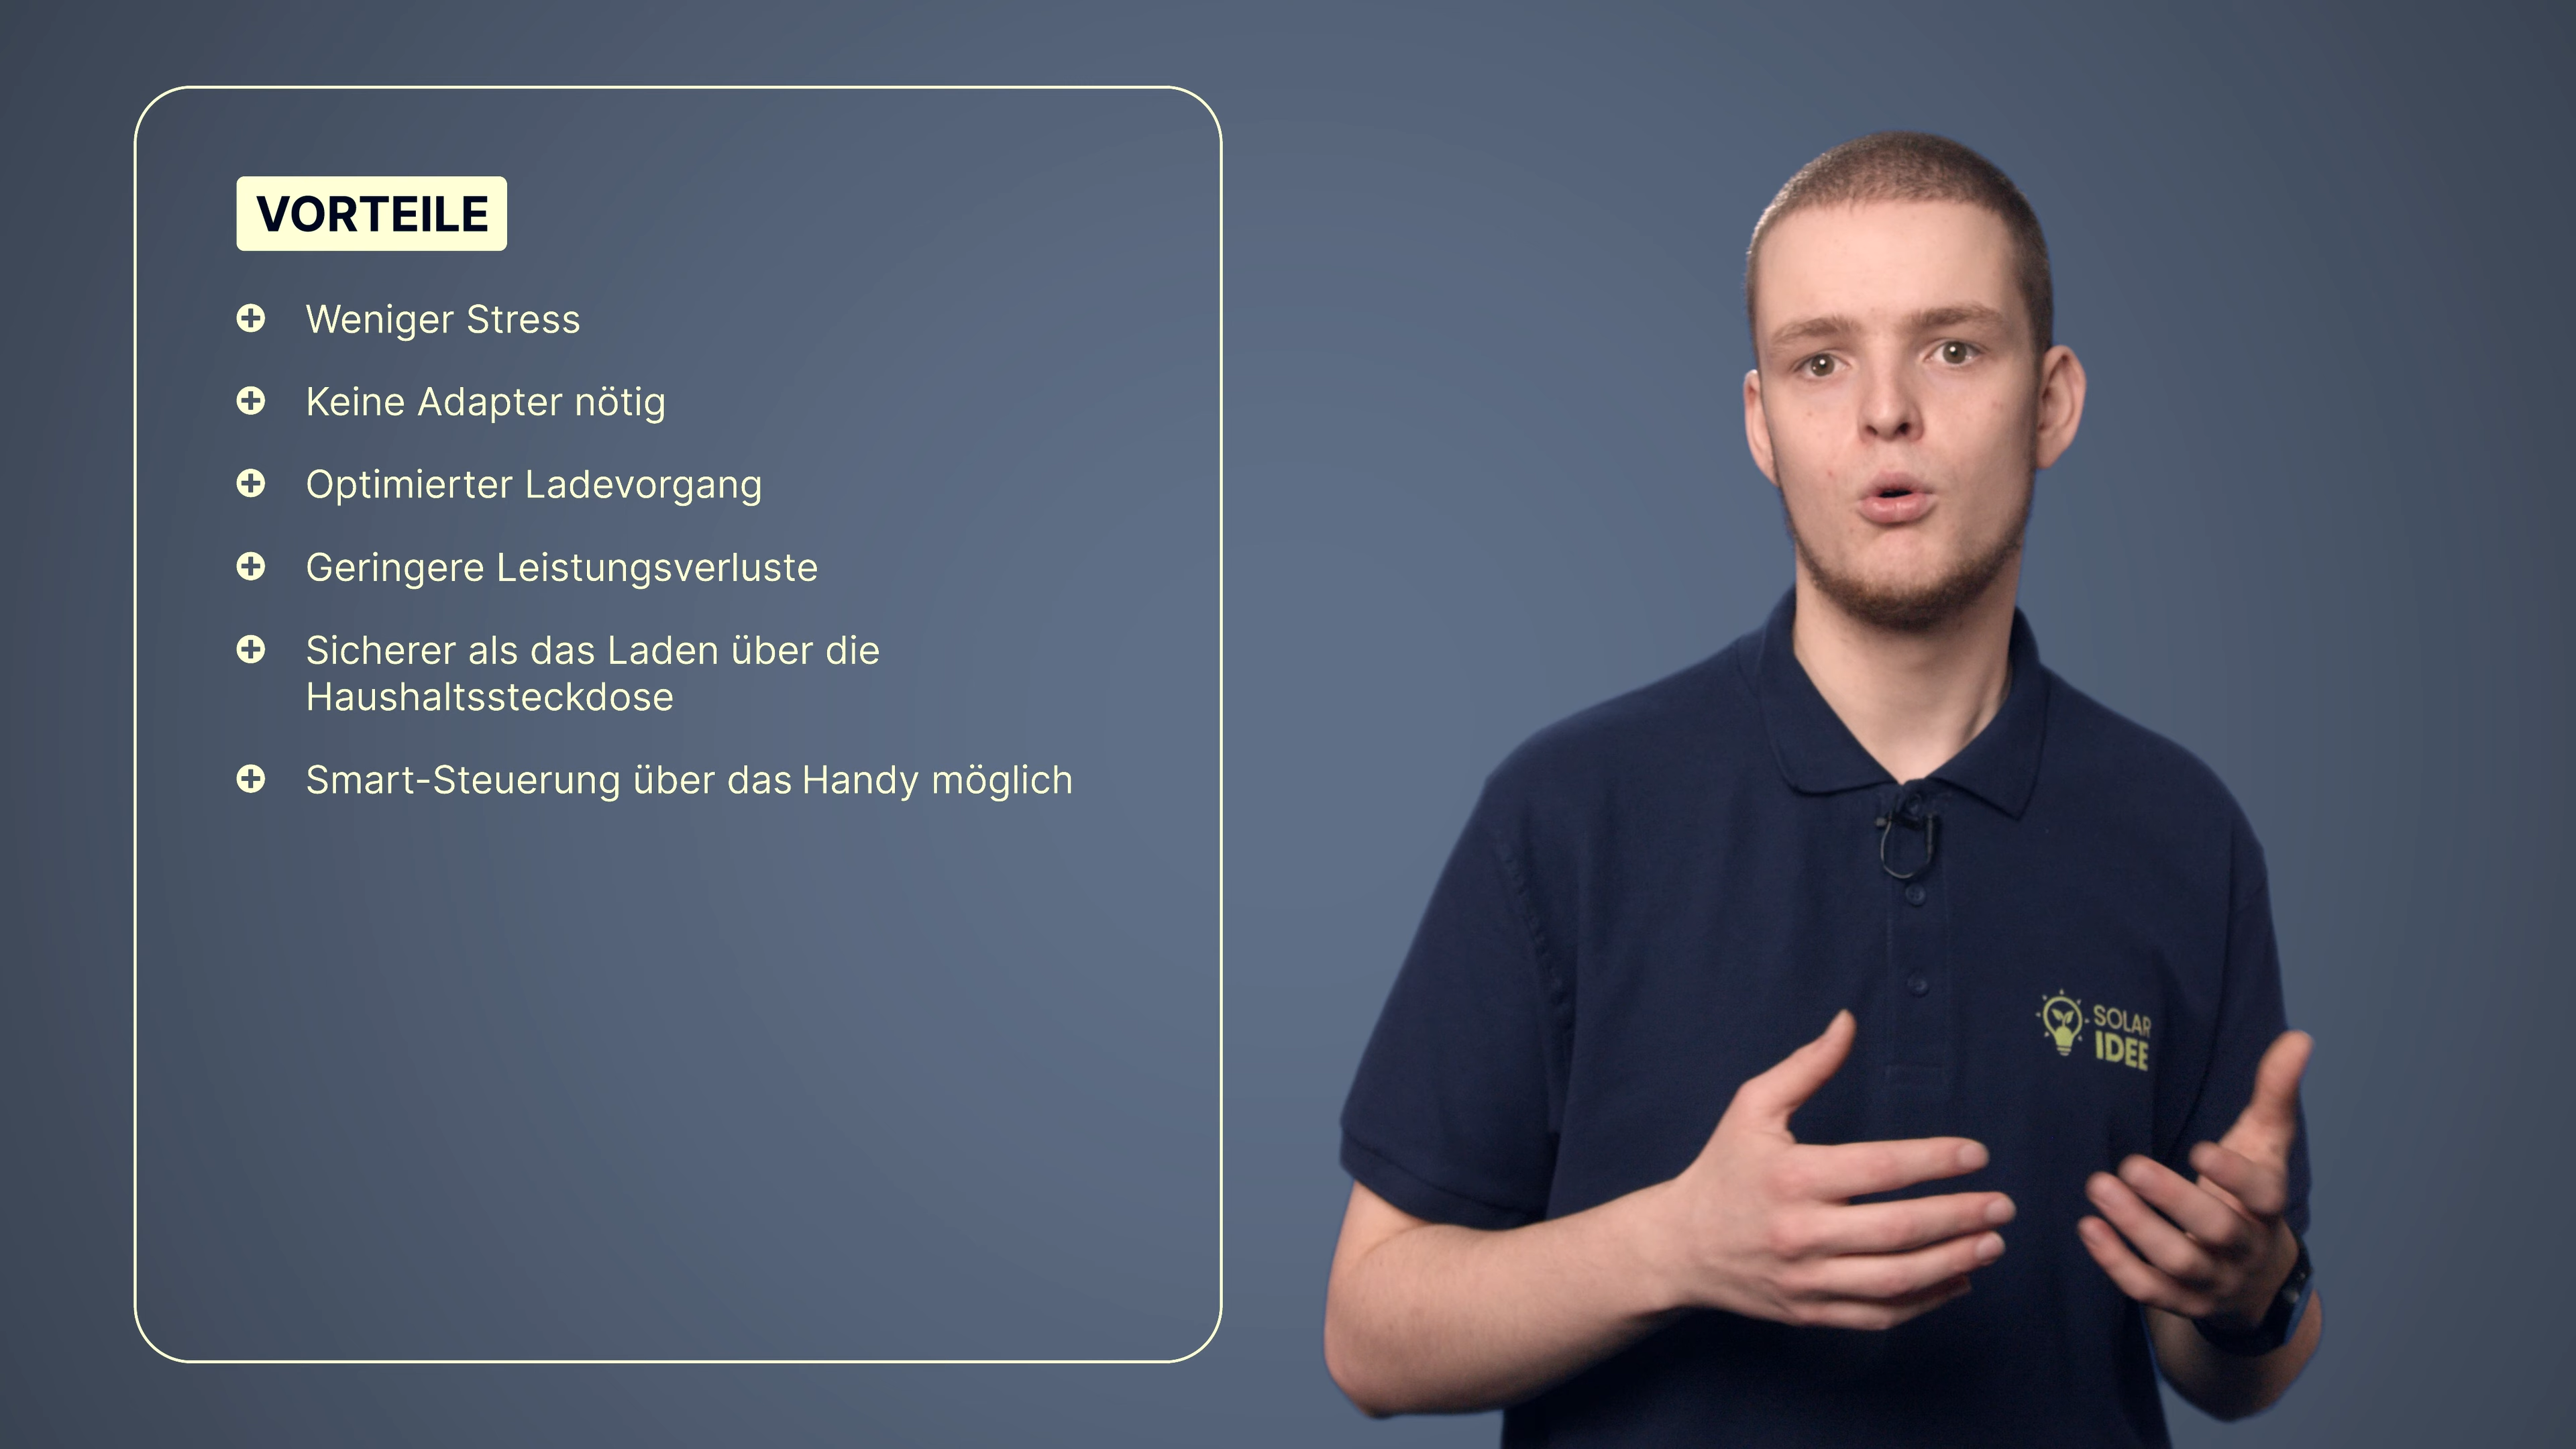 VORTEILE
Weniger Stress
Keine Adapter nötig
Optimierter Ladevorgang
Geringere Leistungsverluste
Sicherer als das Laden über die
Haushaltssteckdose
Smart-Steuerung über das Handy möglich
SOLAR
IDEE